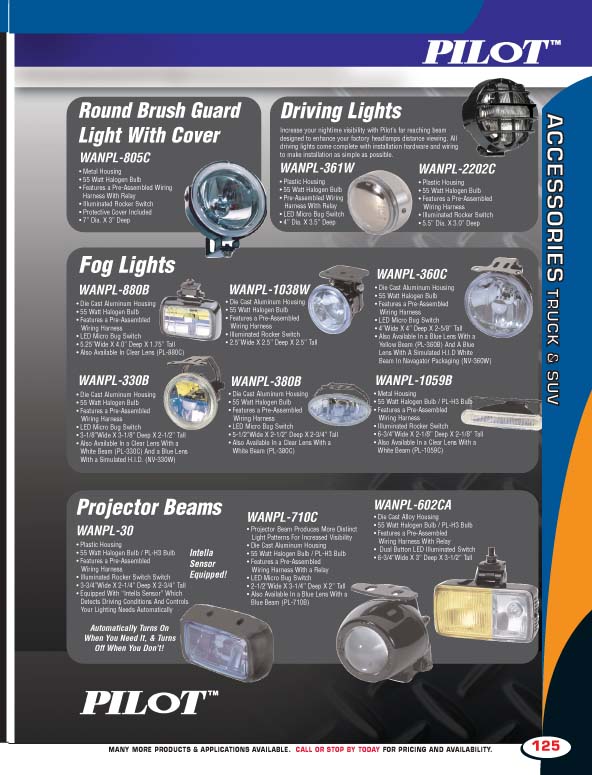 PILOT™
Round Brush Guard
Light With Cover
WANPL-805C
• Metal Housing
• 55 Watt Halogen Bulb
• Features a Pre-Assembled Wiring
Harness With Relay
• Illuminated Rocker Switch
• Protective Cover Included
• 7" Dia. X 3" Deep
Driving Lights
Increase your nightime visibility with Pilot's far reaching beam
designed to enhance your factory headlamps distance viewing. All
driving lights come complete with installation hardware and wiring
to make installation as simple as possible.
WANPL-361W
• Plastic Housing
• 55 Watt Halogen Bulb
• Pre-Assembled Wiring
Harness With Relay
• LED Micro Bug Switch
• 4" Dia. X 3.5" Deep
WANPL-2202C
• Plastic Housing
• 55 Watt Halogen Bulb
• Features a Pre-Assembled
Wiring Harness
• Illuminated Rocker Switch
• 5.5" Dia. X 3.0" Deep
ACCESSORIES TRUCK & SUV
Fog Lights
WANPL-880B
• Die Cast Aluminum Housing
• 55 Watt Halogen Bulb
• Features a Pre-Assembled
Wiring Harness
• LED Micro Bug Switch
• 5.25"Wide X 4.0" Deep X 1.75" Tall
• Also Available In Clear Lens (PL-880C)
WANPL-1038W
• Die Cast Aluminum Housing
• 55 Watt Halogen Bulb
• Features a Pre-Assembled
Wiring Harness
• Illuminated Rocker Switch
• 2.5"Wide X 2.5" Deep X 2.5" Tall
WANPL-360C
• Die Cast Aluminum Housing
• 55 Watt Halogen Bulb
• Features a Pre-Assembled
Wiring Harness
• LED Micro Bug Switch
• 4"Wide X 4" Deep X 2-5/8" Tall
• Also Available In a Blue Lens With a
Yellow Beam (PL-360B) And A Blue
Lens With A Simulated H.I.D White
Beam In Navagator Packaging (NV-360W)
WANPL-330B
• Die Cast Aluminum Housing
• 55 Watt Halogen Bulb
• Features a Pre-Assembled
Wiring Harness
• LED Micro Bug Switch
• 3-1/8"Wide X 3-1/8" Deep X 2-1/2" Tall
• Also Available In a Clear Lens With a
White Beam (PL-330C) And a Blue Lens
With a Simulated H.I.D. (NV-330W)
WANPL-380B
• Die Cast Aluminum Housing
• 55 Watt Halogen Bulb
• Features a Pre-Assembled
Wiring Harness
• LED Micro Bug Switch
• 5-1/2"Wide X 2-1/2" Deep X 2-3/4" Tall
• Also Available In a Clear Lens With a
White Beam (PL-380C)
WANPL-1059B
• Metal Housing
• 55 Watt Halogen Bulb / PL-H3 Bulb
• Features a Pre-Assembled
Wiring Harness
• Illuminated Rocker Switch
• 6-3/4"Wide X 2-1/8" Deep X 2-1/8" Tall
• Also Available In a Clear Lens With a
White Beam (PL-1059C)
Projector Beams
WANPL-30
• Plastic Housing
• 55 Watt Halogen Bulb / PL-H3 Bulb
• Features a Pre-Assembled
Wiring Harness
• Illuminated Rocker Switch Switch
• 3-3/4"Wide X 2-1/4" Deep X 2-3/4" Tall
• Equipped With "Intella Sensor" Which
Detects Driving Conditions And Controls
Your Lighting Needs Automatically
Intella
Sensor
Equipped!
Automatically Turns On
When You Need It, & Turns
Off When You Don't!
WANPL-710C
• Projector Beam Produces More Distinct
Light Patterns For Increased Visibility
• Die Cast Aluminum Housing
• 55 Watt Halogen Bulb / PL-H3 Bulb
• Features a Pre-Assembled
Wiring Harness With a Relay
• LED Micro Bug Switch
• 2-1/2"Wide X 3-1/4" Deep X 2" Tall
• Also Available In a Blue Lens With a
Blue Beam (PL-710B)
WANPL-602CA
• Die Cast Alloy Housing
• 55 Watt Halogen Bulb / PL-H3 Bulb
• Features a Pre-Assembled
Wiring Harness With Relay
• Dual Button LED Illuminated Switch
• 6-3/4"Wide X 3" Deep X 3-1/2" Tall
PILOT™
MANY MORE PRODUCTS & APPLICATIONS AVAILABLE. CALL OR STOP BY TODAY FOR PRICING AND AVAILABILITY.
125